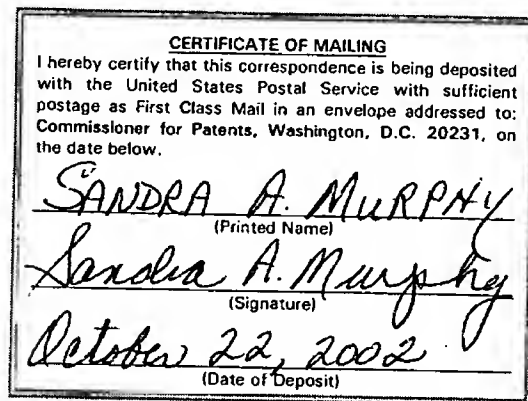 CERTIFICATE OF MAILING
I hereby certify that this correspondence is being deposited
with the United States Postal Service with sufficient
postage as First Class Mail in an envelope addressed to:
Commissioner for Patents, Washington, D.C. 20231, on
the date below.
SANDRA A. MURPHY
(Printed Name)
Sandra A. Murphy
(Signature)
October 22, 2002
(Date of Deposit)